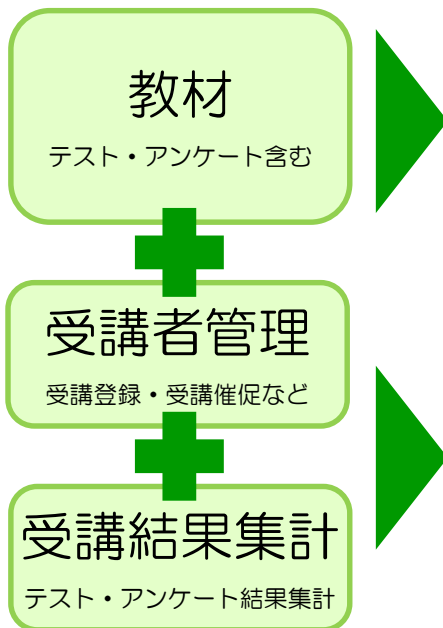 教材
テスト・アンケート含む
受講者管理
受講登録・受講催促など
受講結果集計
テスト・アンケート結果集計